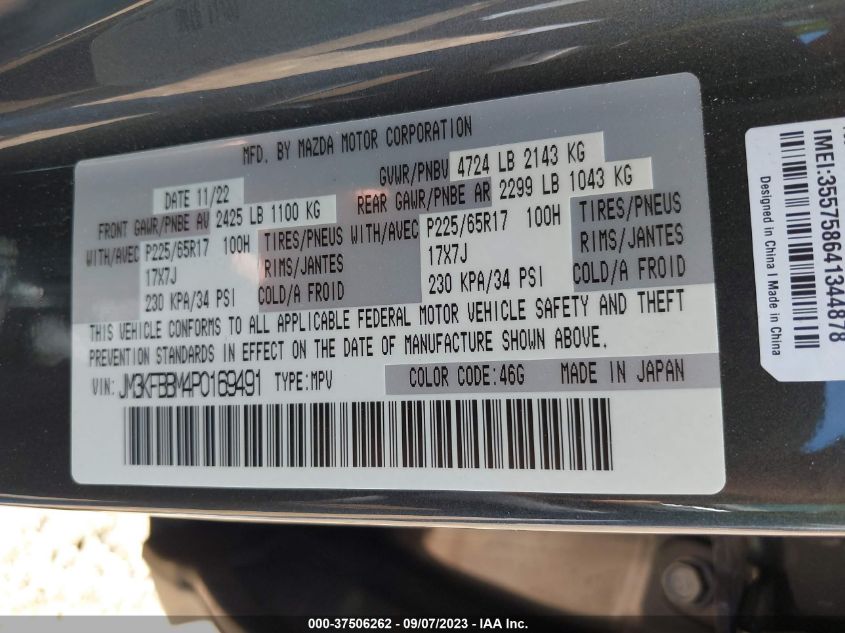 MFD. BY MAZDA MOTOR CORPORATION
DATE 11/22
GVWR/PNBV 4724 LB 2143 KG
FRONT GAWR/PNBE AV 2425 LB 1100 KG
REAR GAWR/PNBE AR 2299 LB 1043 KG
WITH/AVEC P225/65R17 100H TIRES/PNEUS WITH/AVEC P225/65R17 100H TIRES/PNEUS
17X7J RIMS/JANTES 17X7J RIMS/JANTES
230 KPA/34 PSI COLD/A FROID 230 KPA/34 PSI COLD/A FROID
THIS VEHICLE CONFORMS TO ALL APPLICABLE FEDERAL MOTOR VEHICLE SAFETY AND THEFT
PREVENTION STANDARDS IN EFFECT ON THE DATE OF MANUFACTURE SHOWN ABOVE.
VIN: JM3KFBBM4P0169491 TYPE:MPV COLOR CODE:46G MADE IN JAPAN
IMEI:355758641344878
Designed in China | Made in China
000-37506262 - 09/07/2023 - IAA Inc.